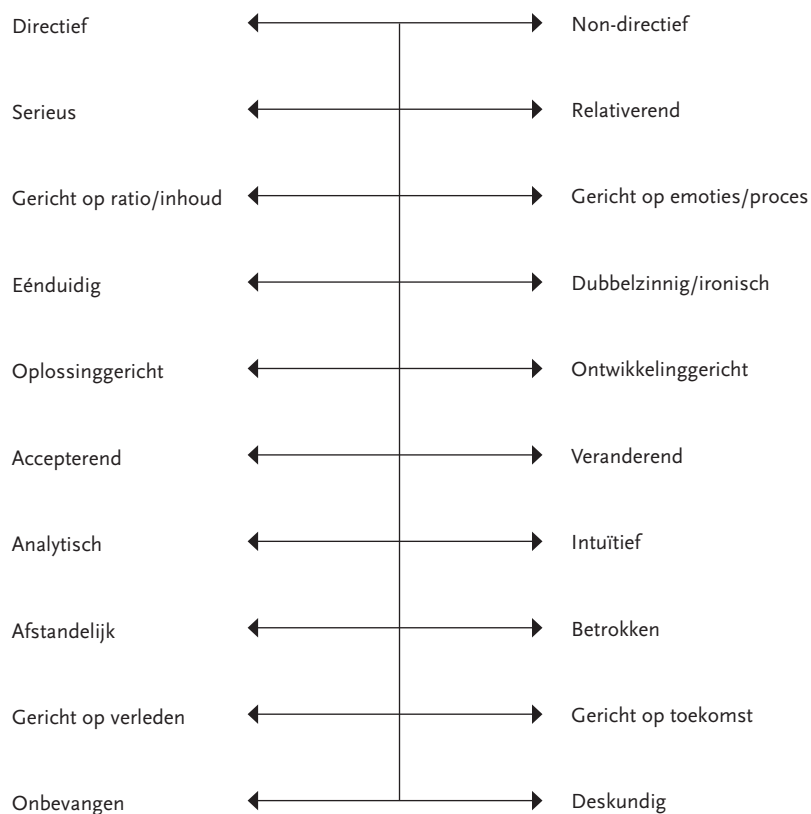 Directief Non-directief
Serieus Relativerend
Gericht op ratio/inhoud Gericht op emoties/proces
Eénduidig Dubbelzinnig/ironisch
Oplossinggericht Ontwikkelinggericht
Accepterend Veranderend
Analytisch Intuïtief
Afstandelijk Betrokken
Gericht op verleden Gericht op toekomst
Onbevangen Deskundig